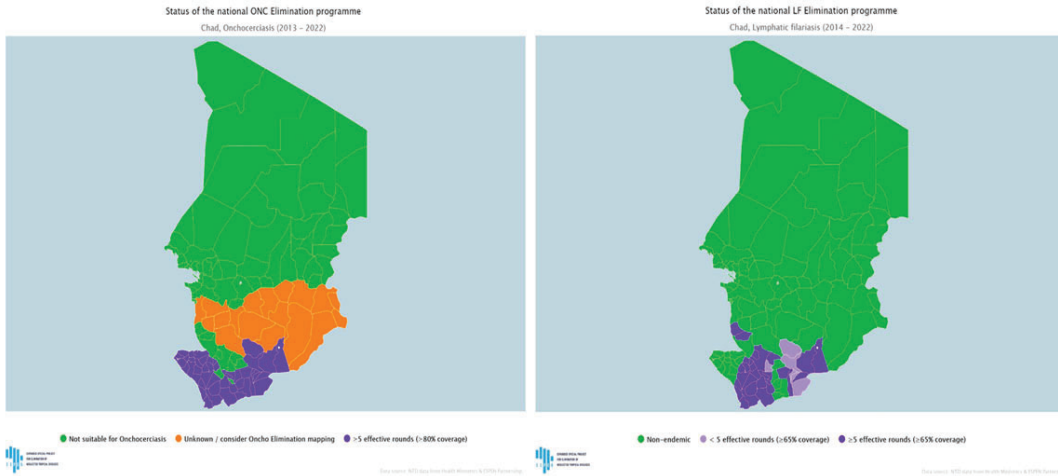 Status of the national ONC Elimination programme
Chad, Onchocerciasis (2013 - 2022)
Not suitable for Onchocerciasis
Unknown / consider Oncho Elimination mapping
>5 effective rounds (>80% coverage)
Status of the national LF Elimination programme
Chad, Lymphatic filariasis (2014 - 2022)
Non-endemic
< 5 effective rounds (≥65% coverage)
≥5 effective rounds (≥65% coverage)